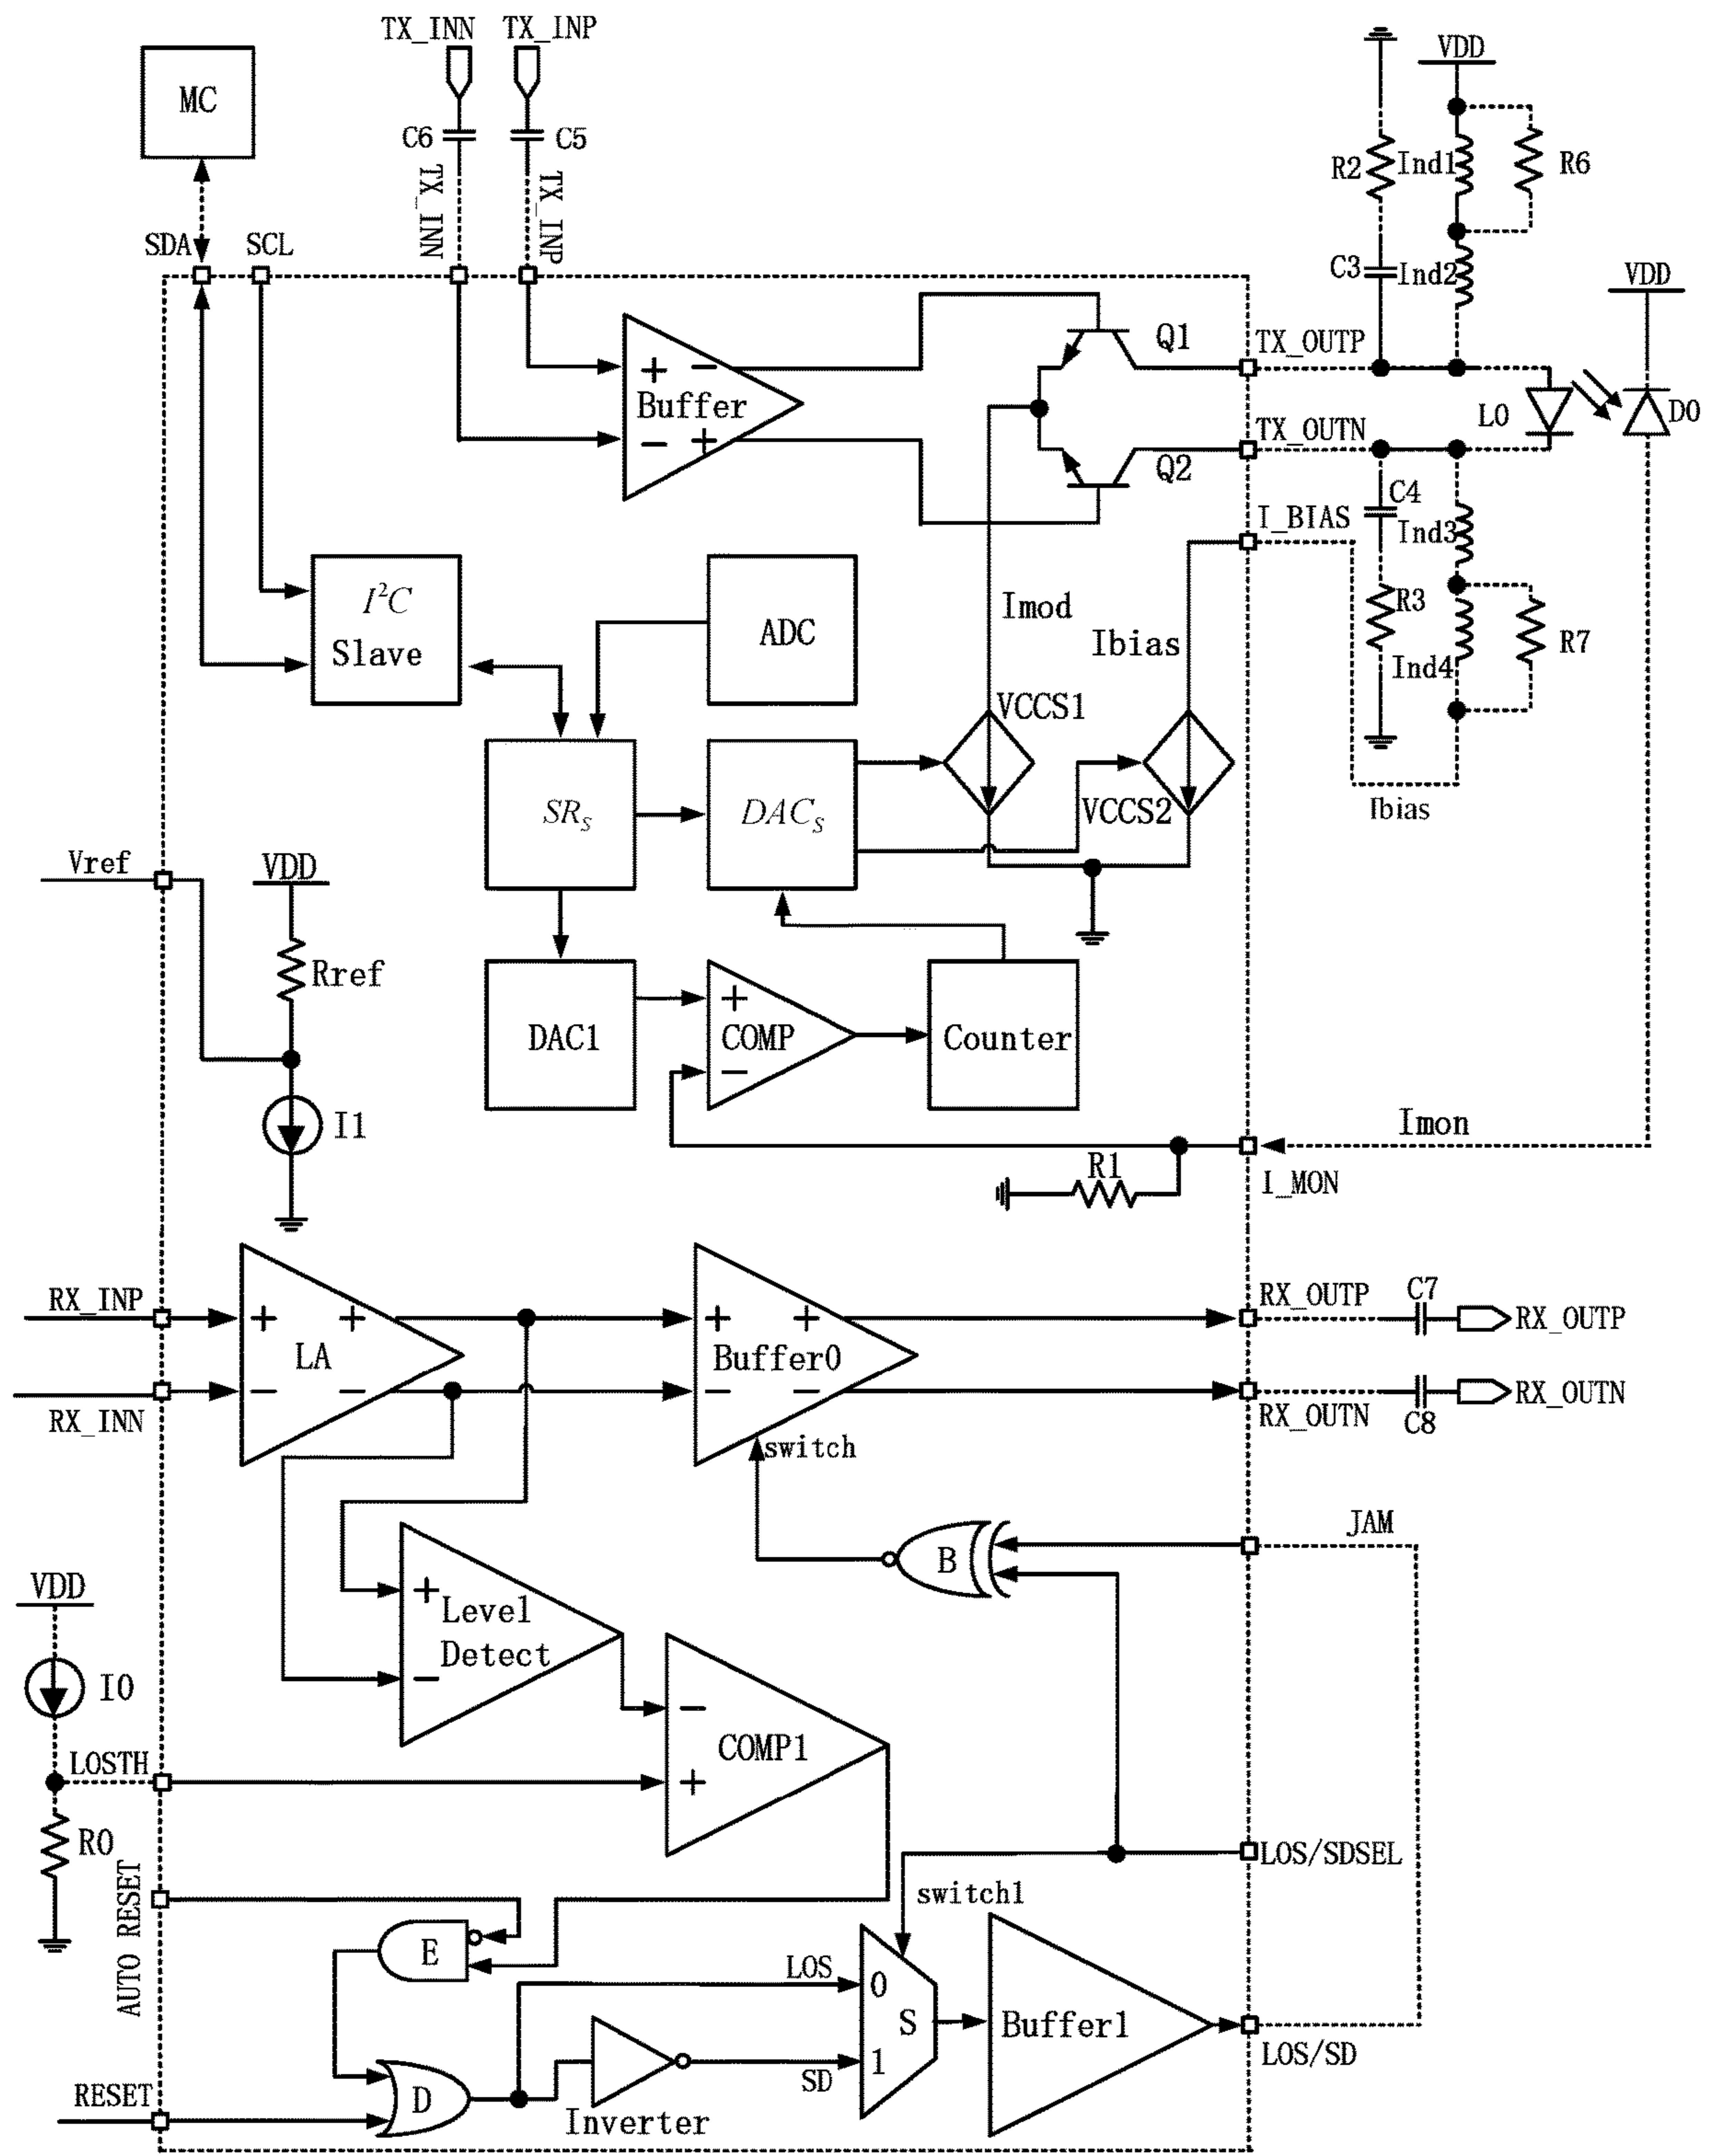 TX_INN TX_INP
MC
VDD
C6 C5
R2 Ind1 R6
TX_INN TX_INP
SDA SCL
C3 Ind2 VDD
Q1 TX_OUTP
+ −
Buffer
− +
L0 D0
TX_OUTN
Q2
C4
I_BIAS Ind3
I²C
Slave
ADC
Imod
Ibias
R3
Ind4
R7
VCCS1
SRS DACS VCCS2
Ibias
Vref VDD
Rref
DAC1 + COMP − Counter
I1
Imon
R1
I_MON
RX_INP + + + + RX_OUTP C7 RX_OUTP
LA Buffer0
RX_INN − − − − RX_OUTN C8 RX_OUTN
switch
JAM
B
VDD
+ Level
Detect
−
I0
−
COMP1
+
LOSTH
R0
LOS/SDSEL
AUTO RESET
switch1
E
LOS 0
S Buffer1
SD 1
LOS/SD
RESET D
Inverter